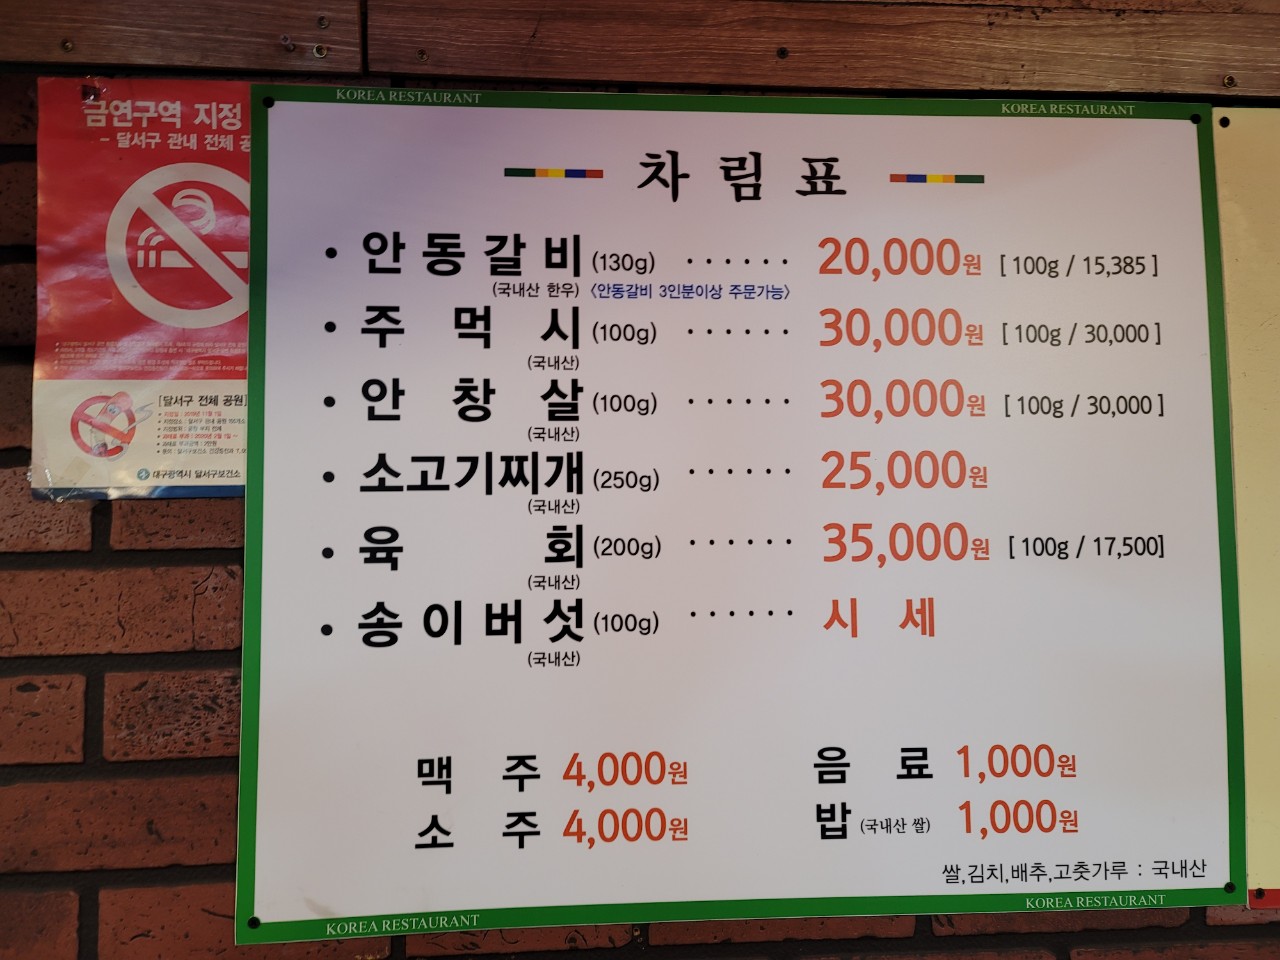 금연구역 지정
- 달서구 관내 전체
[달서구 전체 공원]
대구광역시 달서구보건소
KOREA RESTAURANT
KOREA RESTAURANT
차림표
• 안동갈비 (130g) ······ 20,000원 [ 100g / 15,385 ]
(국내산 한우) <안동갈비 3인분이상 주문가능>
• 주먹시 (100g) ······ 30,000원 [ 100g / 30,000 ]
(국내산)
• 안창살 (100g) ······ 30,000원 [ 100g / 30,000 ]
(국내산)
• 소고기찌개 (250g) ······ 25,000원
(국내산)
• 육회 (200g) ······ 35,000원 [ 100g / 17,500]
(국내산)
• 송이버섯 (100g) ······ 시세
(국내산)
맥주 4,000원 음료 1,000원
소주 4,000원 밥 (국내산 쌀) 1,000원
쌀,김치,배추,고춧가루 : 국내산
KOREA RESTAURANT
KOREA RESTAURANT